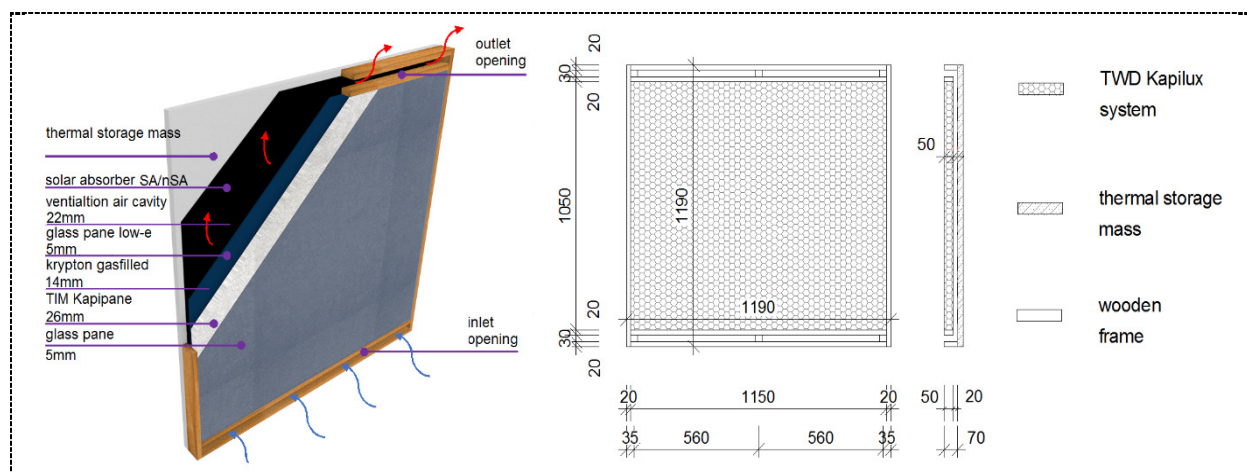 outlet
opening
thermal storage mass
solar absorber SA/nSA
ventialtion air cavity
22mm
glass pane low-e
5mm
krypton gasfilled
14mm
TIM Kapipane
26mm
glass pane
5mm
inlet
opening
20
30
20
1050
20
30
20
1190
1190
20
1150
20
35
560
560
35
50
50
20
70
TWD Kapilux
system
thermal storage
mass
wooden
frame